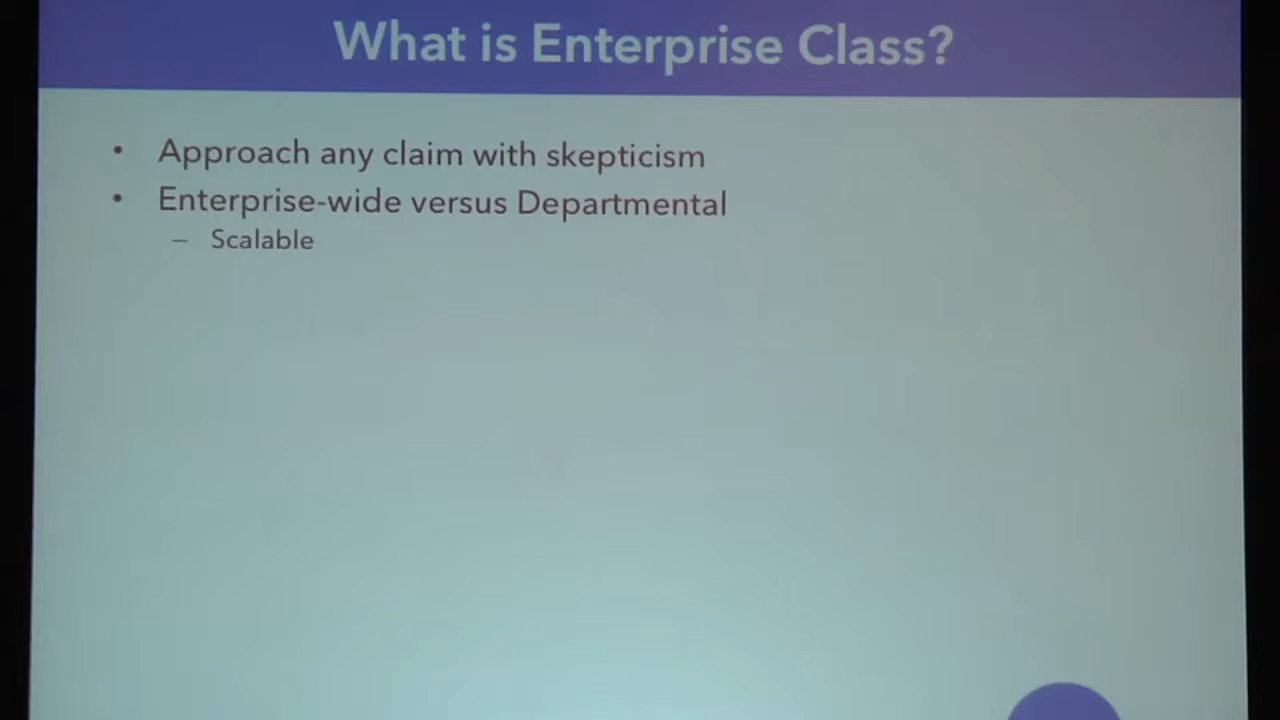 What is Enterprise Class?
• Approach any claim with skepticism
• Enterprise-wide versus Departmental
– Scalable